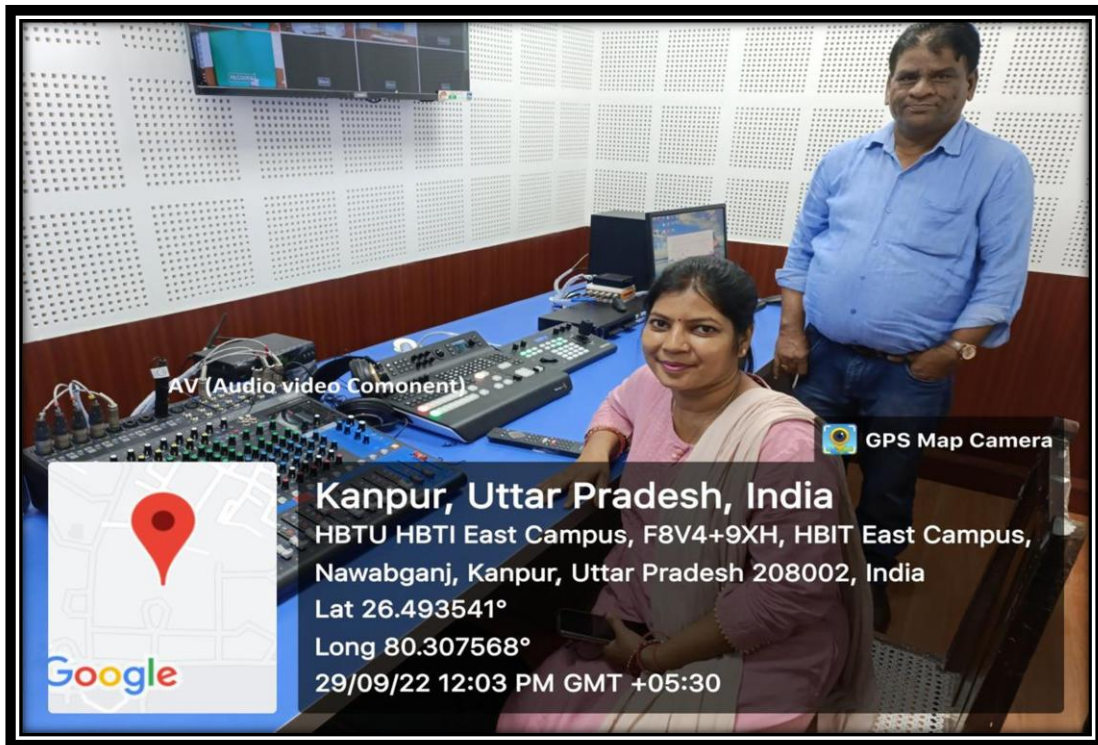 AV (Audio video Comonent)
GPS Map Camera
Kanpur, Uttar Pradesh, India
HBTU HBTI East Campus, F8V4+9XH, HBIT East Campus,
Nawabganj, Kanpur, Uttar Pradesh 208002, India
Lat 26.493541°
Long 80.307568°
29/09/22 12:03 PM GMT +05:30
Google